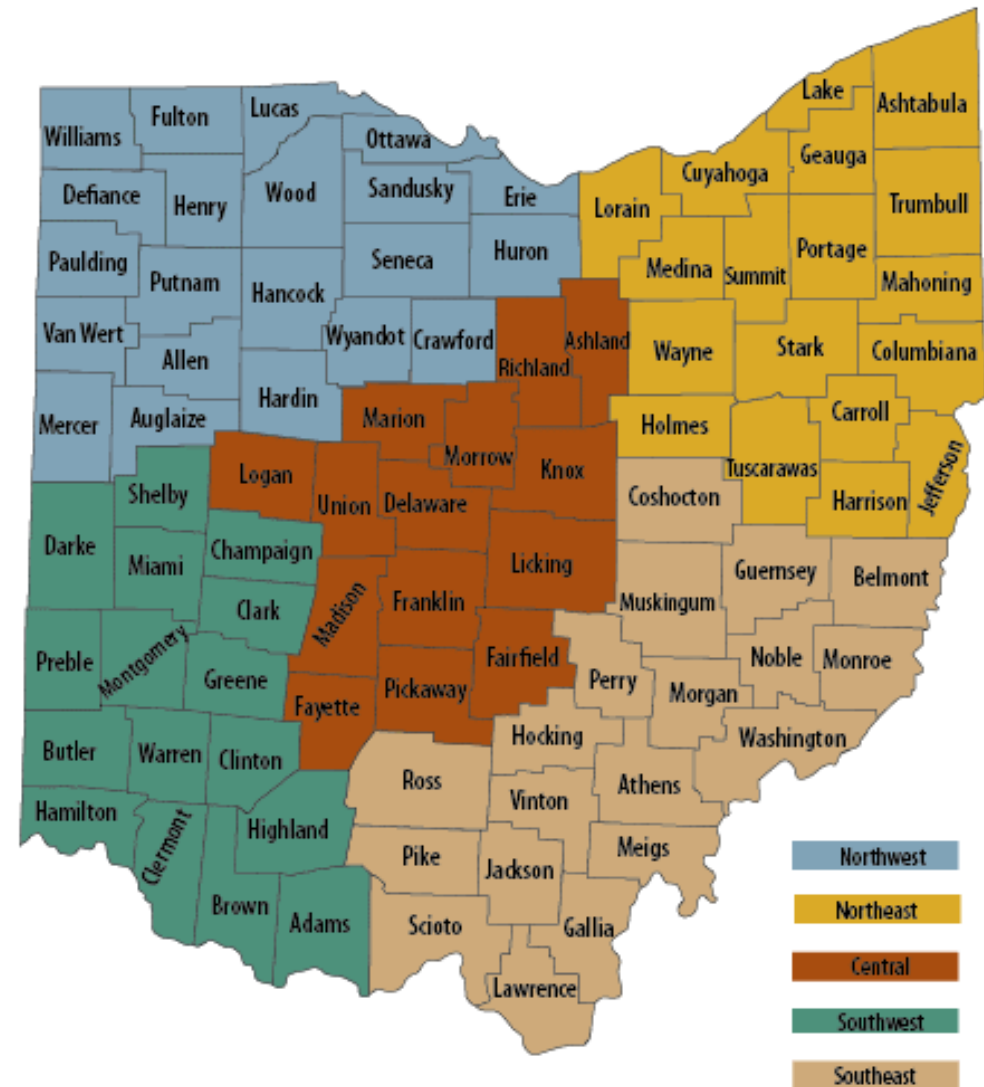 Lake
Ashtabula
Lucas
Fulton
Williams
Ottawa
Geauga
Cuyahoga
Sandusky
Wood
Defiance
Erie
Henry
Lorain
Trumbull
Portage
Huron
Seneca
Paulding
Medina
Summit
Putnam
Mahoning
Hancock
Van Wert
Wyandot
Crawford
Ashland
Wayne
Stark
Columbiana
Allen
Richland
Hardin
Carroll
Auglaize
Marion
Mercer
Holmes
Morrow
Knox
Tuscarawas
Logan
Jefferson
Shelby
Coshocton
Harrison
Union
Delaware
Darke
Champaign
Miami
Licking
Guernsey
Belmont
Clark
Madison
Franklin
Muskingum
Preble
Montgomery
Fairfield
Noble
Monroe
Greene
Perry
Pickaway
Morgan
Fayette
Butler
Warren
Clinton
Hocking
Washington
Ross
Athens
Vinton
Hamilton
Clermont
Highland
Meigs
Pike
Jackson
Northwest
Brown
Adams
Scioto
Gallia
Northeast
Central
Lawrence
Southwest
Southeast